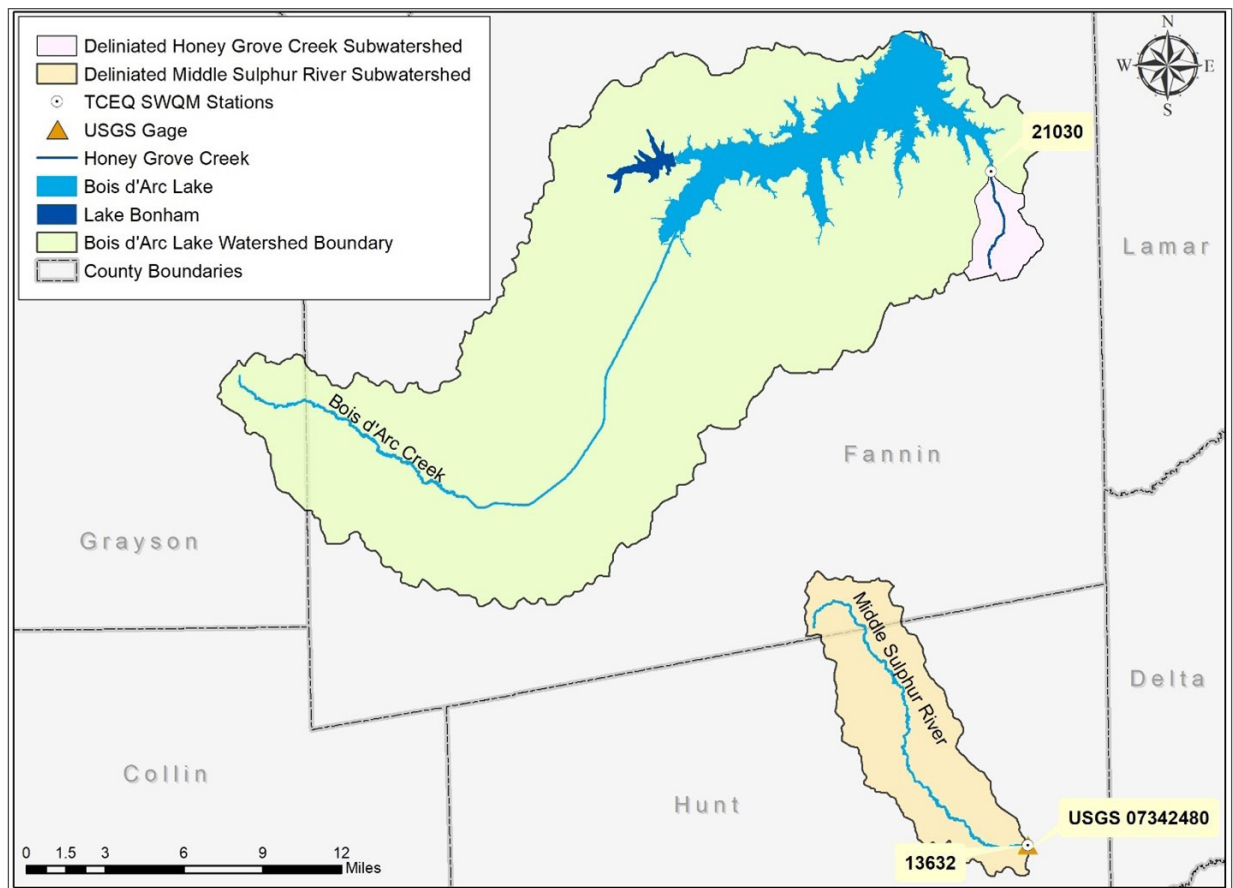 Deliniated Honey Grove Creek Subwatershed
Deliniated Middle Sulphur River Subwatershed
TCEQ SWQM Stations
USGS Gage
Honey Grove Creek
Bois d'Arc Lake
Lake Bonham
Bois d'Arc Lake Watershed Boundary
County Boundaries
N
W E
S
21030
Lamar
Bois d'Arc Creek
Fannin
Grayson
Middle Sulphur River
Delta
Collin
Hunt
USGS 07342480
13632
0 1.5 3 6 9 12
Miles